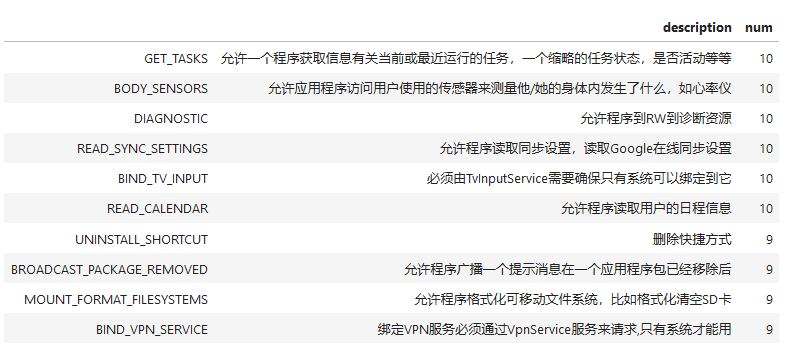 description num
GET_TASKS 允许一个程序获取信息有关当前或最近运行的任务，一个缩略的任务状态，是否活动等等 10
BODY_SENSORS 允许应用程序访问用户使用的传感器来测量他/她的身体内发生了什么，如心率仪 10
DIAGNOSTIC 允许程序到RW到诊断资源 10
READ_SYNC_SETTINGS 允许程序读取同步设置，读取Google在线同步设置 10
BIND_TV_INPUT 必须由TvInputService需要确保只有系统可以绑定到它 10
READ_CALENDAR 允许程序读取用户的日程信息 10
UNINSTALL_SHORTCUT 删除快捷方式 9
BROADCAST_PACKAGE_REMOVED 允许程序广播一个提示消息在一个应用程序包已经移除后 9
MOUNT_FORMAT_FILESYSTEMS 允许程序格式化可移动文件系统，比如格式化清空SD卡 9
BIND_VPN_SERVICE 绑定VPN服务必须通过VpnService服务来请求,只有系统才能用 9